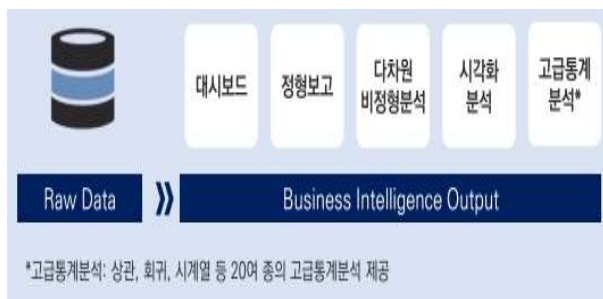 대시보드
정형보고
다차원
비정형분석
시각화
분석
고급통계
분석*
Raw Data
Business Intelligence Output
*고급통계분석: 상관, 회귀, 시계열 등 20여 종의 고급통계분석 제공